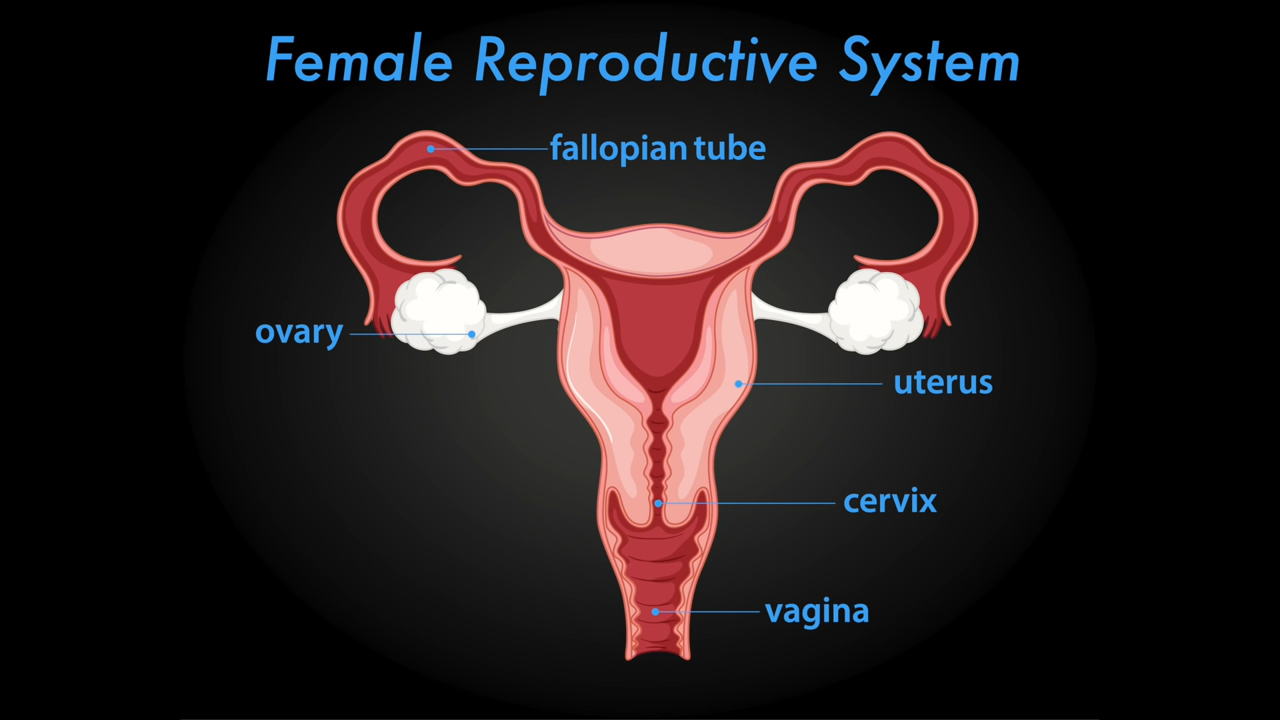 Female Reproductive System
fallopian tube
ovary
uterus
cervix
vagina